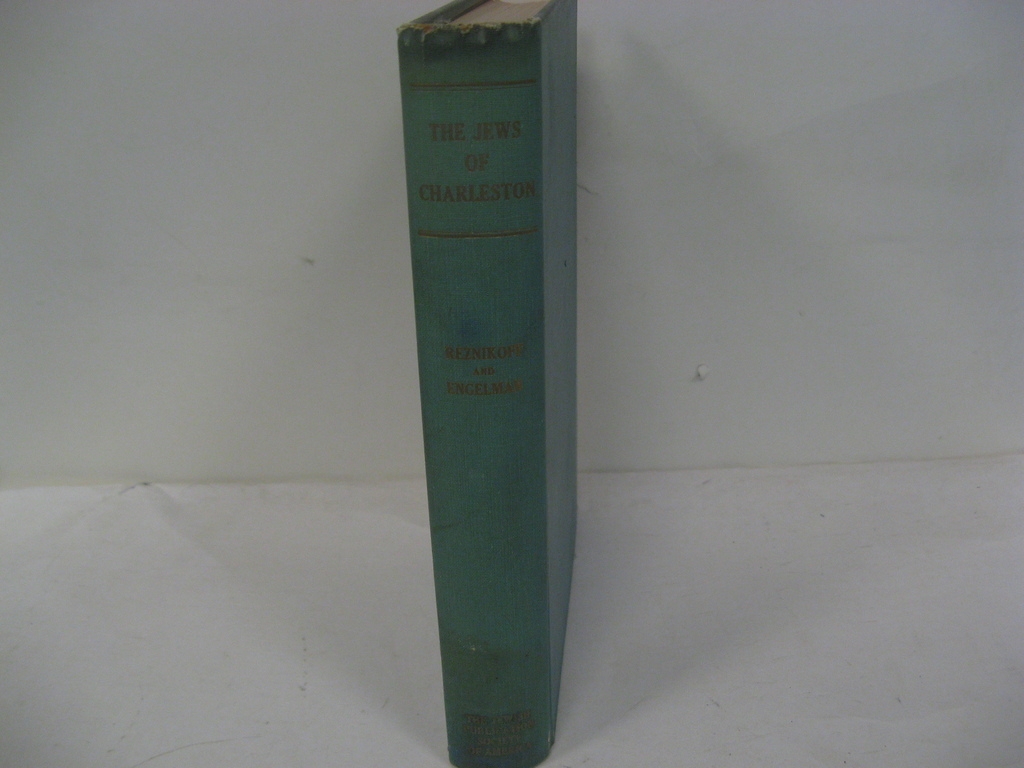 THE JEWS
OF
CHARLESTON
REZNIKOFF
AND
ENGELMAN